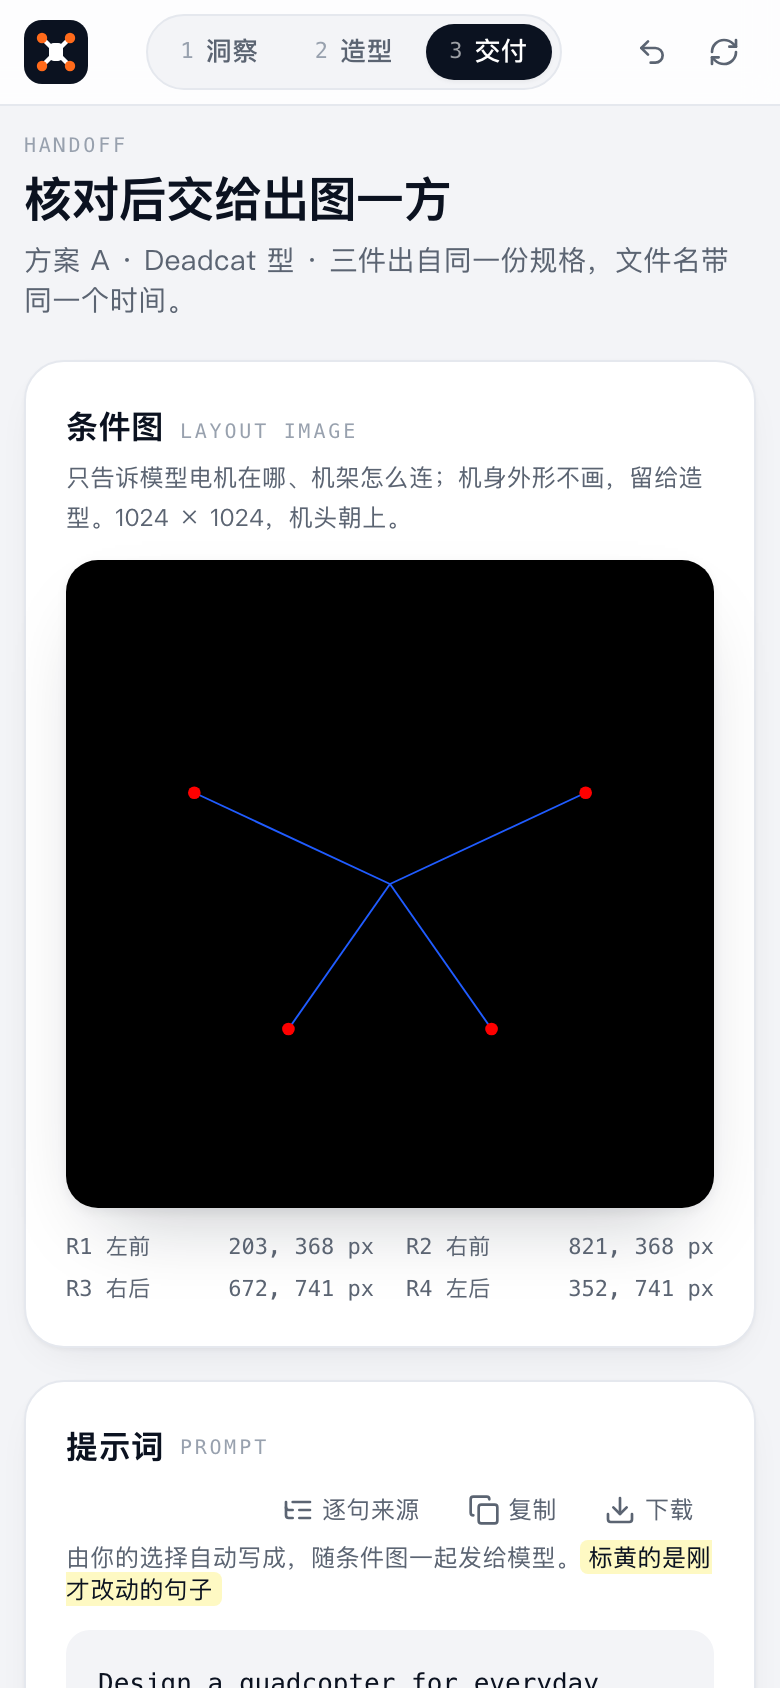 1 洞察 2 造型 3 交付
HANDOFF
核对后交给出图一方
方案 A · Deadcat 型 · 三件出自同一份规格，文件名带
同一个时间。
条件图 LAYOUT IMAGE
只告诉模型电机在哪、机架怎么连；机身外形不画，留给造
型。1024 × 1024，机头朝上。
R1 左前 203, 368 px R2 右前 821, 368 px
R3 右后 672, 741 px R4 左后 352, 741 px
提示词 PROMPT
逐句来源 复制 下载
由你的选择自动写成，随条件图一起发给模型。标黄的是刚
才改动的句子
Design a quadcopter for everyday